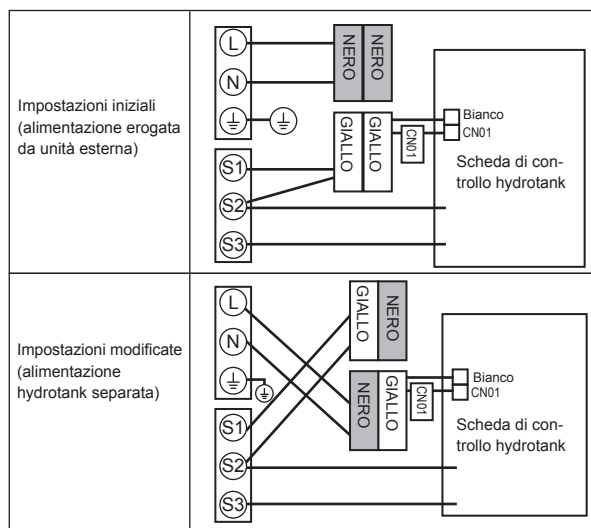 Impostazioni iniziali
(alimentazione erogata
da unità esterna)
L
N
S1
S2
S3
NERO
NERO
GIALLO
GIALLO
CN01
Bianco
CN01
Scheda di con-
trollo hydrotank
Impostazioni modificate
(alimentazione
hydrotank separata)
L
N
S1
S2
S3
GIALLO
NERO
NERO
GIALLO
CN01
Bianco
CN01
Scheda di con-
trollo hydrotank